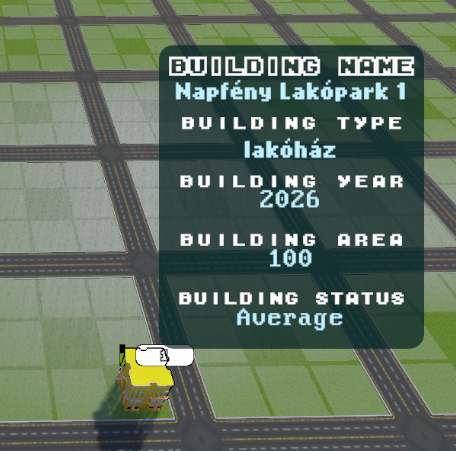 BUILDING NAME
Napfény Lakópark 1
BUILDING TYPE
lakóház
BUILDING YEAR
2026
BUILDING AREA
100
BUILDING STATUS
Average
1